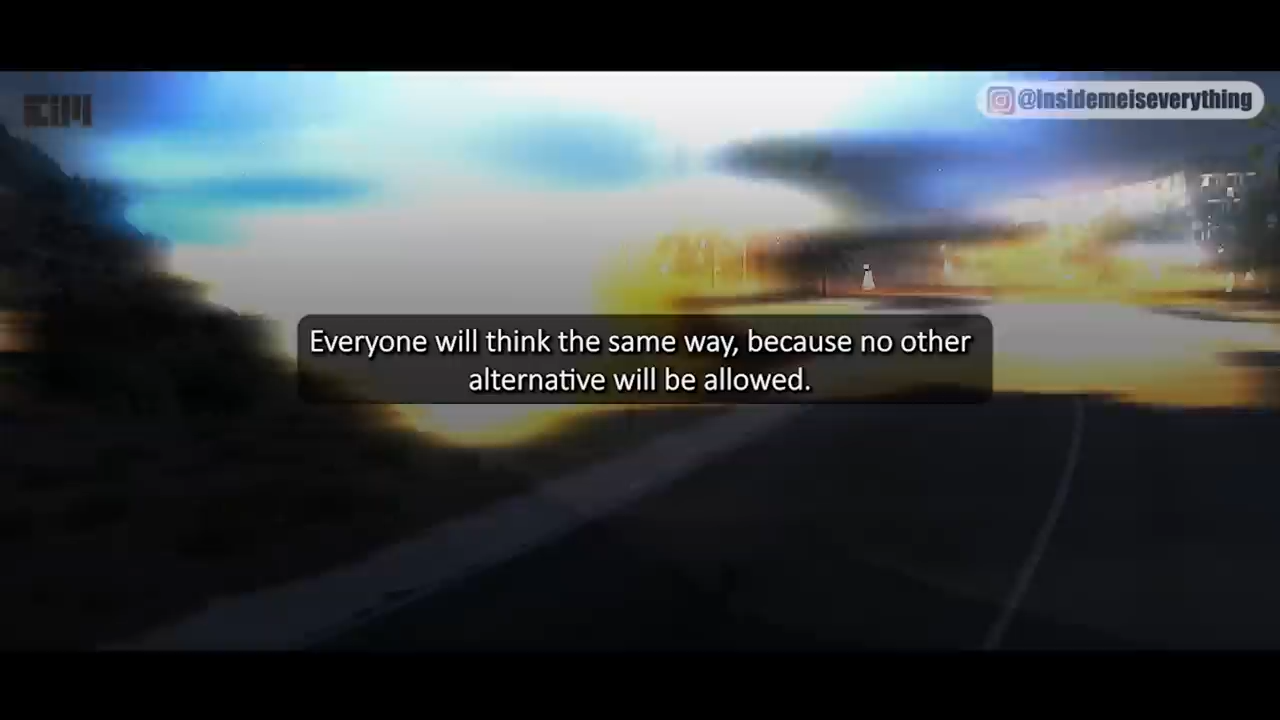 @Insidemeiseverything
Everyone will think the same way, because no other
alternative will be allowed.